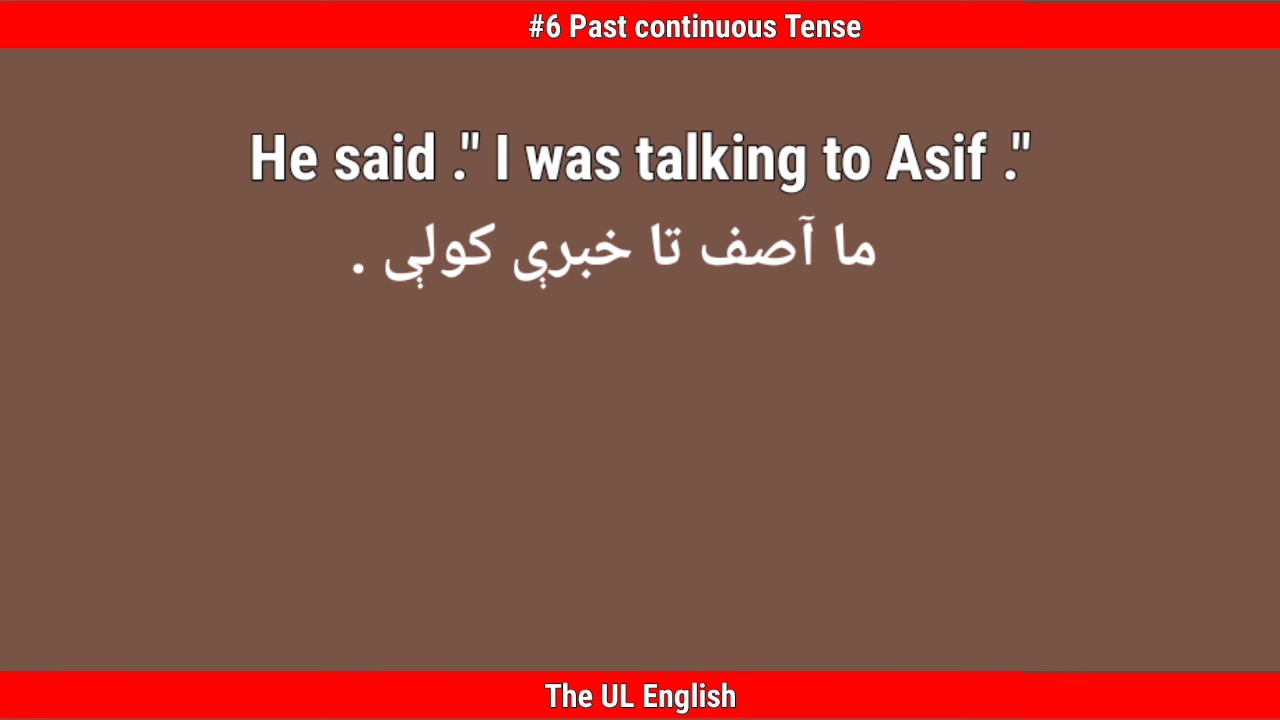 #6 Past continuous Tense
He said ." I was talking to Asif ."
ما آصف تا خبرې کولې .
The UL English